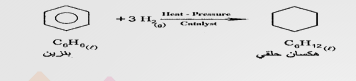 + 3 H₂(g) Heat - Pressure
Catalyst
C₆H₆(ℓ) C₆H₁₂(ℓ)
بنزين هكسان حلقي